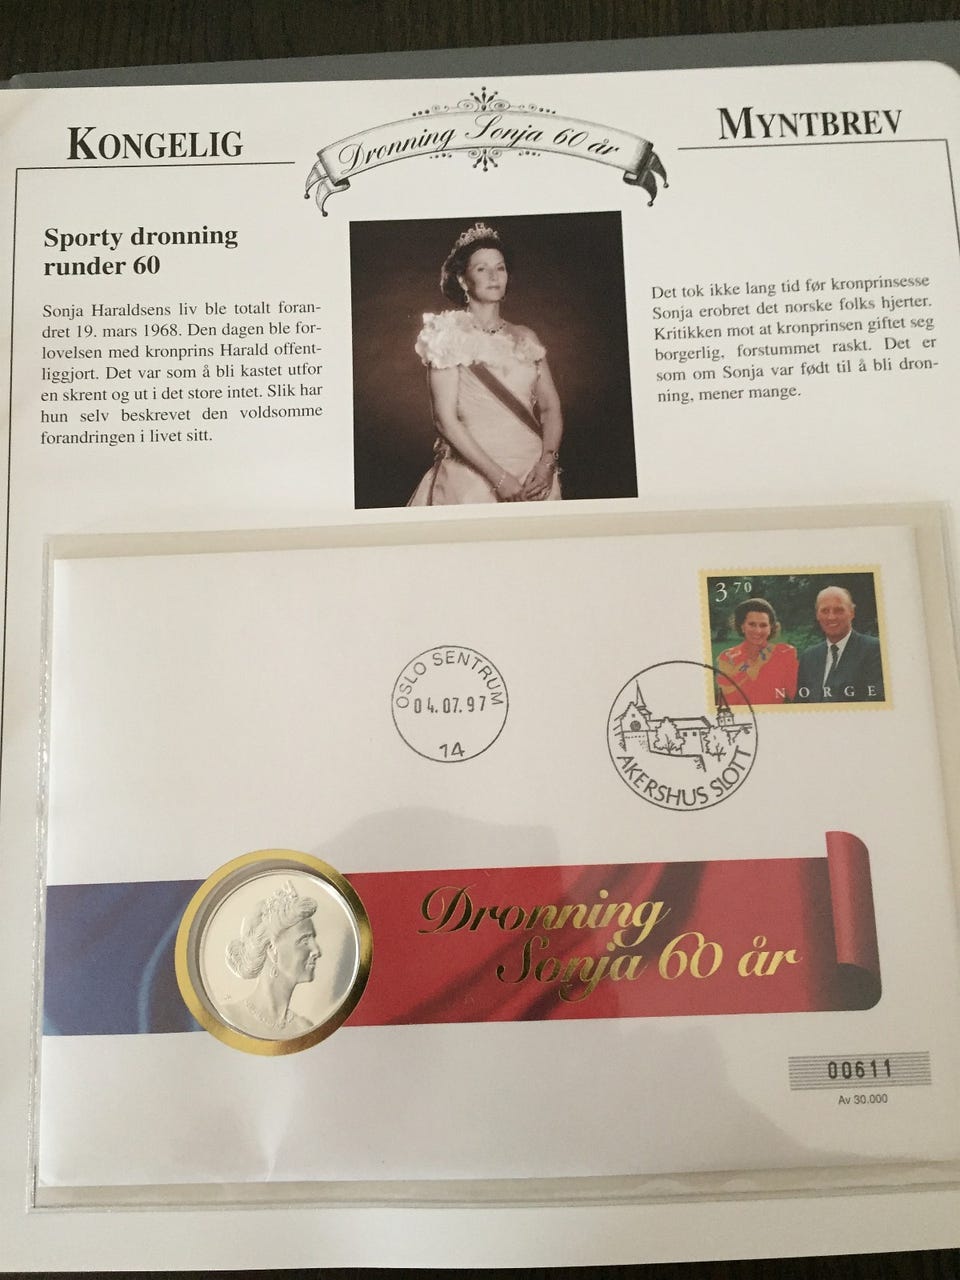 KONGELIG
Dronning Sonja 60 år
MYNTBREV
Sporty dronning
runder 60
Sonja Haraldsens liv ble totalt foran-
dret 19. mars 1968. Den dagen ble for-
lovelsen med kronprins Harald offent-
liggjort. Det var som å bli kastet utfor
en skrent og ut i det store intet. Slik har
hun selv beskrevet den voldsomme
forandringen i livet sitt.
Det tok ikke lang tid før kronprinsesse
Sonja erobret det norske folks hjerter.
Kritikken mot at kronprinsen giftet seg
borgerlig, forstummet raskt. Det er
som om Sonja var født til å bli dron-
ning, mener mange.
3 70
NORGE
OSLO SENTRUM
04.07.97
14
AKERSHUS SLOTT
Dronning
Sonja 60 år
00611
Av 30.000